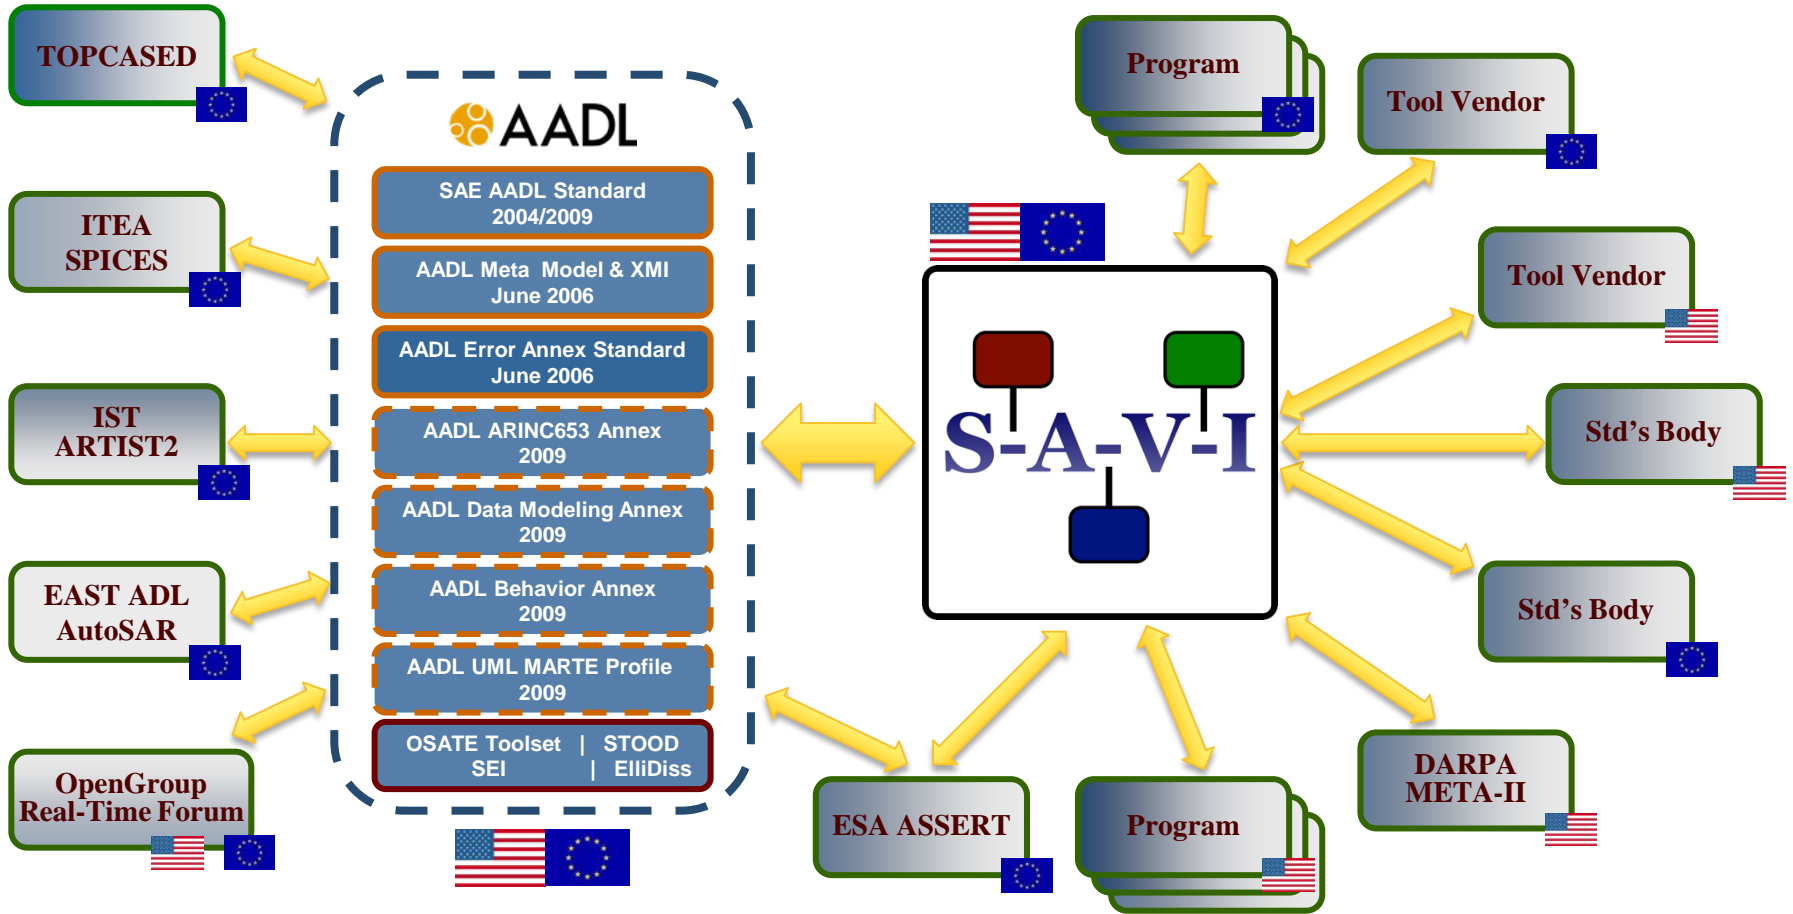 TOPCASED
ITEA
SPICES
IST
ARTIST2
EAST ADL
AutoSAR
OpenGroup
Real-Time Forum
AADL
SAE AADL Standard
2004/2009
AADL Meta Model & XMI
June 2006
AADL Error Annex Standard
June 2006
AADL ARINC653 Annex
2009
AADL Data Modeling Annex
2009
AADL Behavior Annex
2009
AADL UML MARTE Profile
2009
OSATE Toolset | STOOD
SEI | ElliDiss
S-A-V-I
Program
Tool Vendor
Tool Vendor
Std's Body
Std's Body
DARPA
META-II
Program
ESA ASSERT